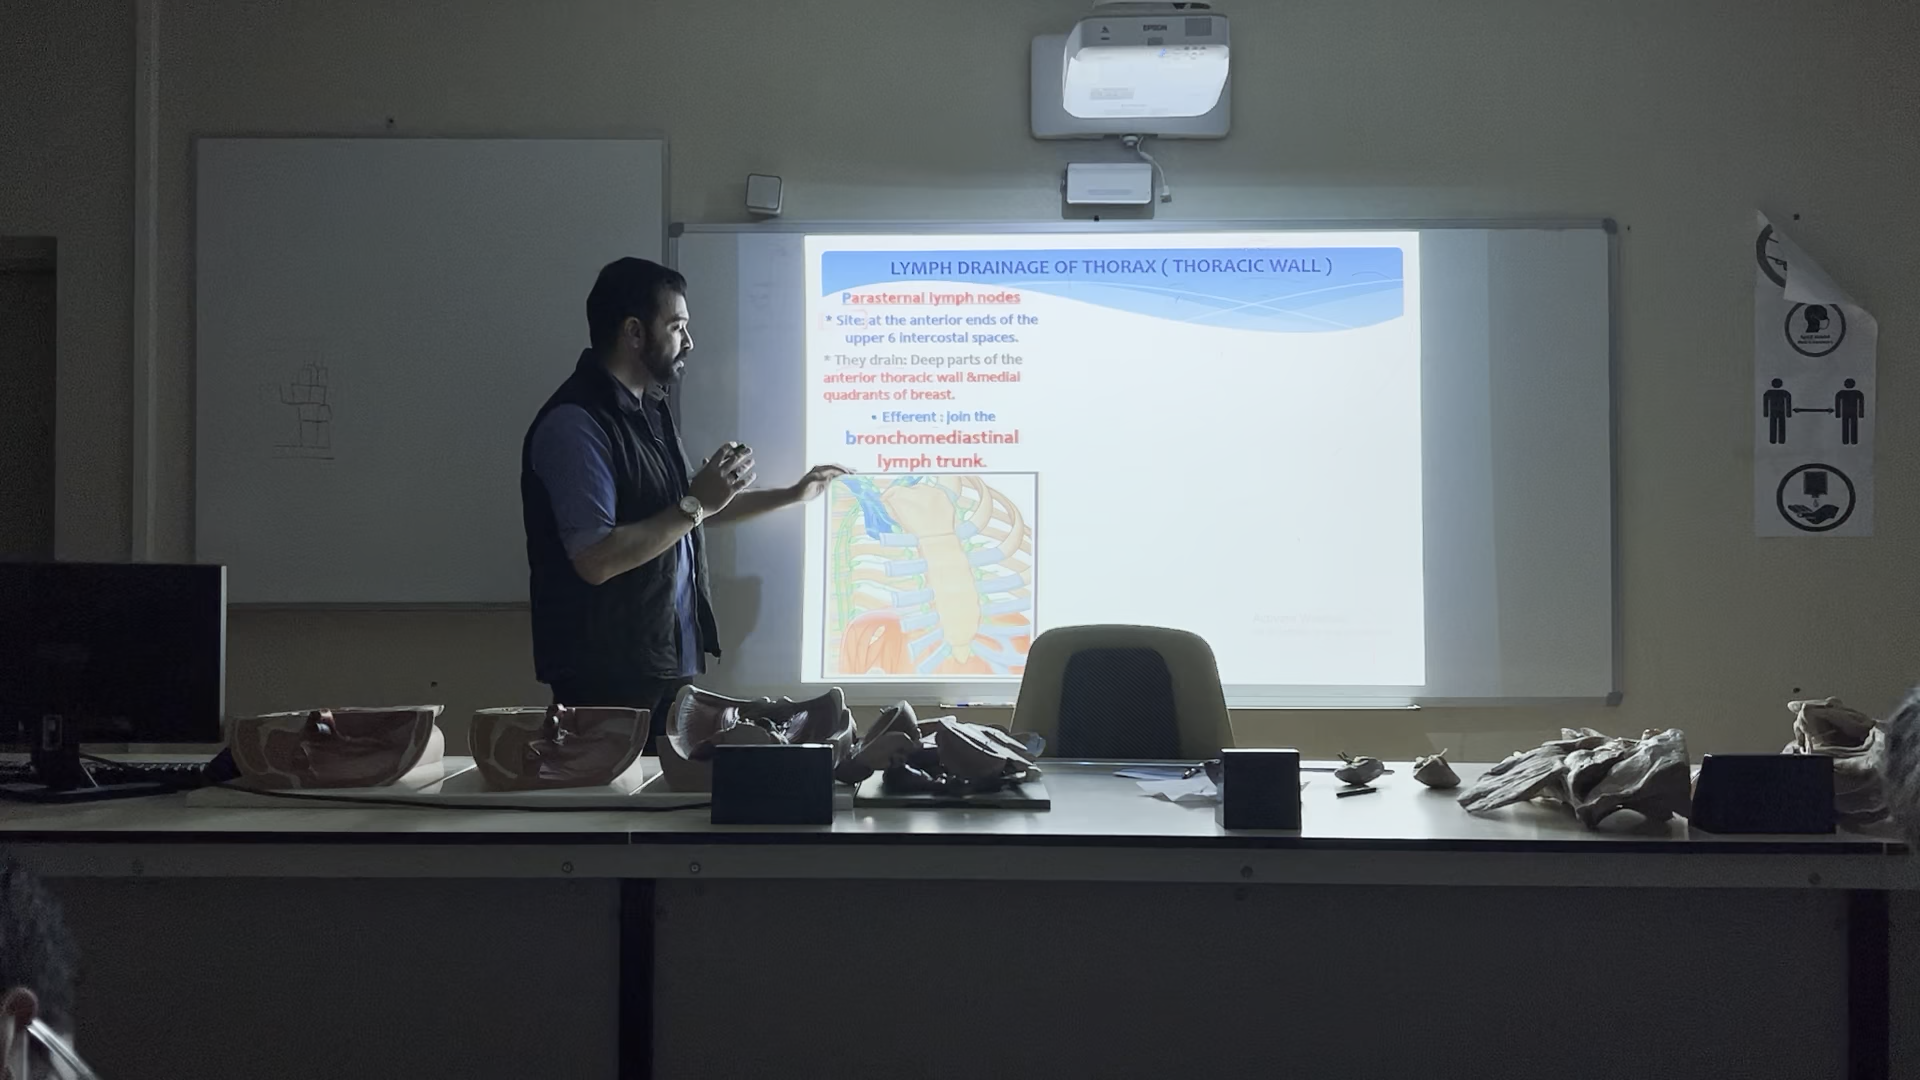 EPSON
LYMPH DRAINAGE OF THORAX ( THORACIC WALL )
Parasternal lymph nodes
* Site: at the anterior ends of the
upper 6 intercostal spaces.
* They drain: Deep parts of the
anterior thoracic wall &medial
quadrants of breast.
• Efferent : join the
bronchomediastinal
lymph trunk.